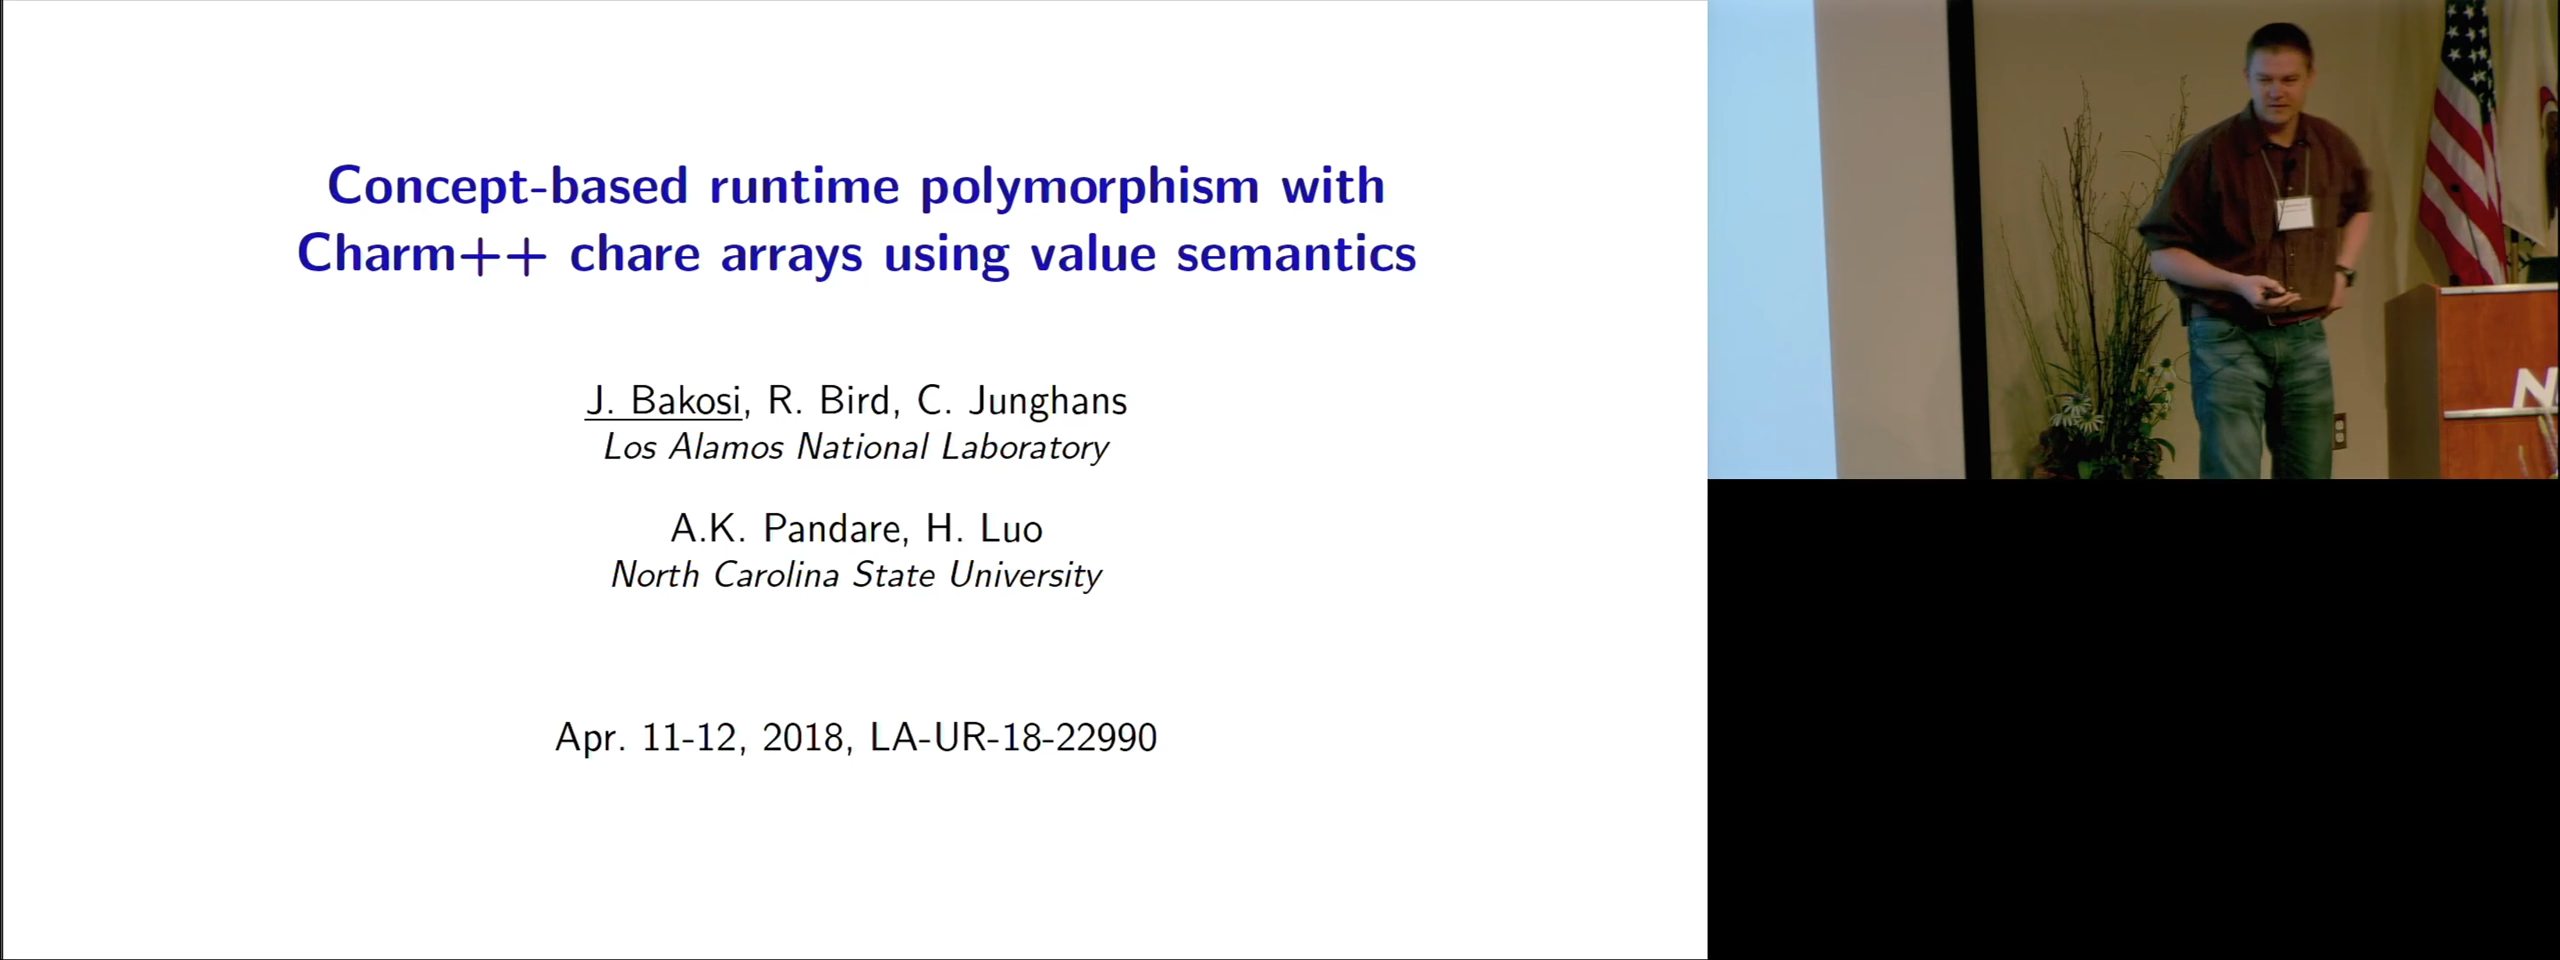 Concept-based runtime polymorphism with
Charm++ chare arrays using value semantics
J. Bakosi, R. Bird, C. Junghans
Los Alamos National Laboratory
A.K. Pandare, H. Luo
North Carolina State University
Apr. 11-12, 2018, LA-UR-18-22990
N